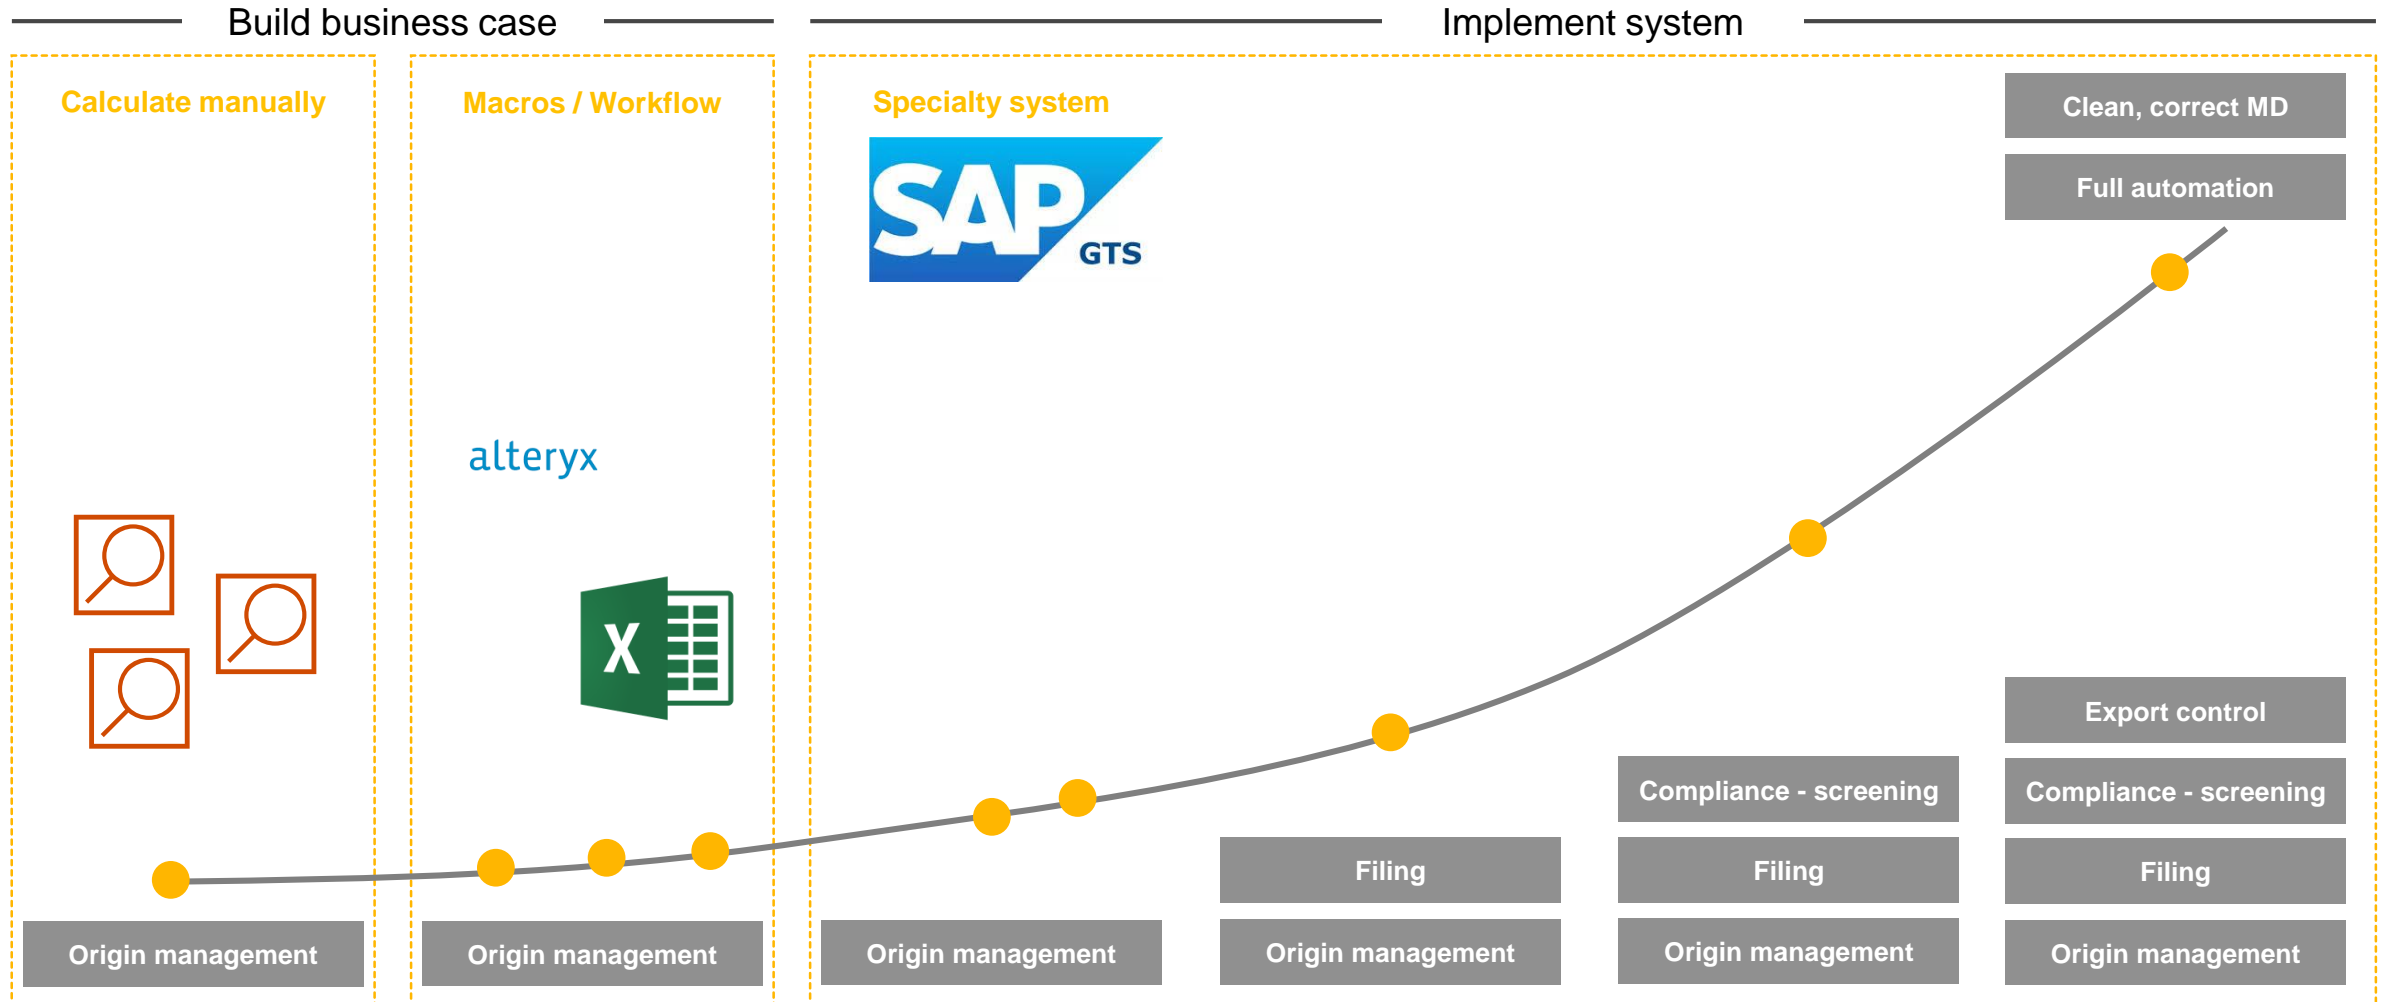 Build business case
Implement system
Calculate manually
Macros / Workflow
Specialty system
SAP
GTS
Clean, correct MD
Full automation
alteryx
X
Export control
Compliance - screening
Compliance - screening
Filing
Filing
Filing
Origin management
Origin management
Origin management
Origin management
Origin management
Origin management